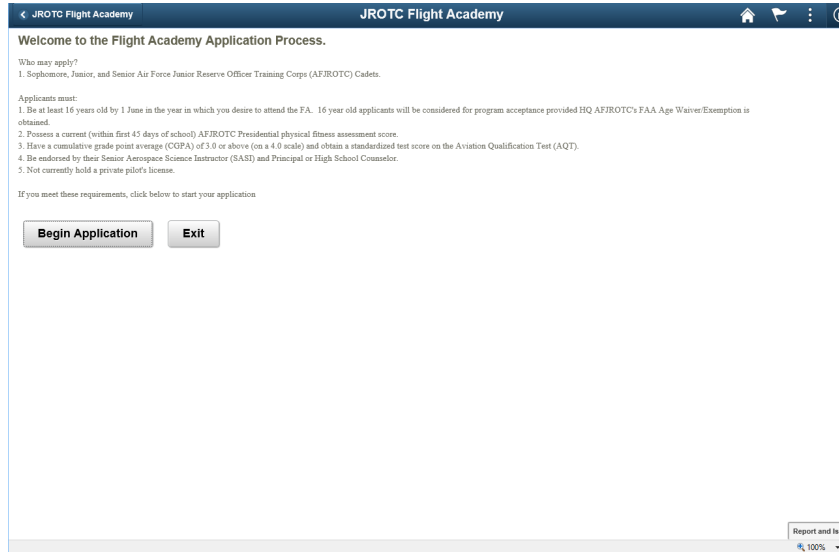 JROTC Flight Academy
JROTC Flight Academy
Welcome to the Flight Academy Application Process.
Who may apply?
1. Sophomore, Junior, and Senior Air Force Junior Reserve Officer Training Corps (AFJROTC) Cadets.
Applicants must:
1. Be at least 16 years old by 1 June in the year in which you desire to attend the FA. 16 year old applicants will be considered for program acceptance provided HQ AFJROTC's FAA Age Waiver/Exemption is
obtained.
2. Possess a current (within first 45 days of school) AFJROTC Presidential physical fitness assessment score.
3. Have a cumulative grade point average (CGPA) of 3.0 or above (on a 4.0 scale) and obtain a standardized test score on the Aviation Qualification Test (AQT).
4. Be endorsed by their Senior Aerospace Science Instructor (SASI) and Principal or High School Counselor.
5. Not currently hold a private pilot's license.
If you meet these requirements, click below to start your application
Begin Application
Exit
Report and Is
100%